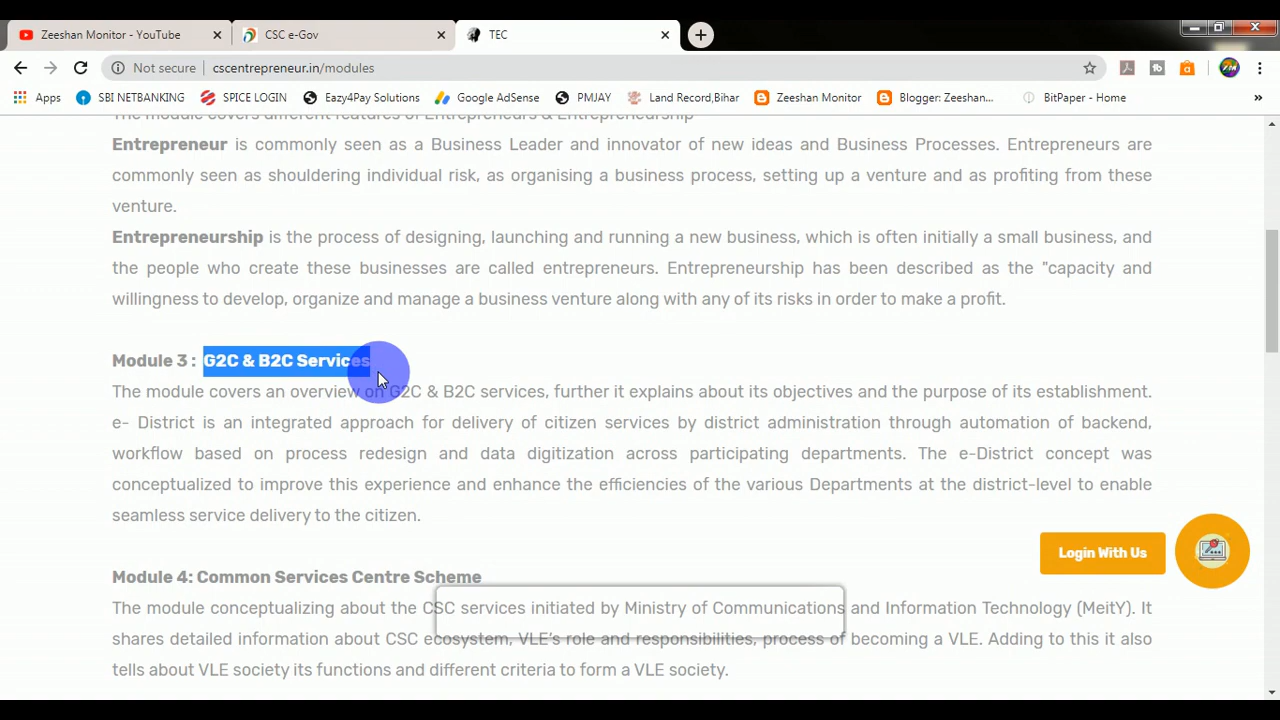 Zeeshan Monitor - YouTube
CSC e-Gov
TEC
Not secure
cscentrepreneur.in/modules
Apps
SBI NETBANKING
SPICE LOGIN
Eazy4Pay Solutions
Google AdSense
PMJAY
Land Record,Bihar
Zeeshan Monitor
Blogger: Zeeshan...
BitPaper - Home
»
The module covers different features of Entrepreneurs & Entrepreneurship
Entrepreneur is commonly seen as a Business Leader and innovator of new ideas and Business Processes. Entrepreneurs are
commonly seen as shouldering individual risk, as organising a business process, setting up a venture and as profiting from these
venture.
Entrepreneurship is the process of designing, launching and running a new business, which is often initially a small business, and
the people who create these businesses are called entrepreneurs. Entrepreneurship has been described as the "capacity and
willingness to develop, organize and manage a business venture along with any of its risks in order to make a profit.
Module 3 : G2C & B2C Services
The module covers an overview on G2C & B2C services, further it explains about its objectives and the purpose of its establishment.
e- District is an integrated approach for delivery of citizen services by district administration through automation of backend,
workflow based on process redesign and data digitization across participating departments. The e-District concept was
conceptualized to improve this experience and enhance the efficiencies of the various Departments at the district-level to enable
seamless service delivery to the citizen.
Login With Us
Module 4: Common Services Centre Scheme
The module conceptualizing about the CSC services initiated by Ministry of Communications and Information Technology (MeitY). It
shares detailed information about CSC ecosystem, VLE's role and responsibilities, process of becoming a VLE. Adding to this it also
tells about VLE society its functions and different criteria to form a VLE society.